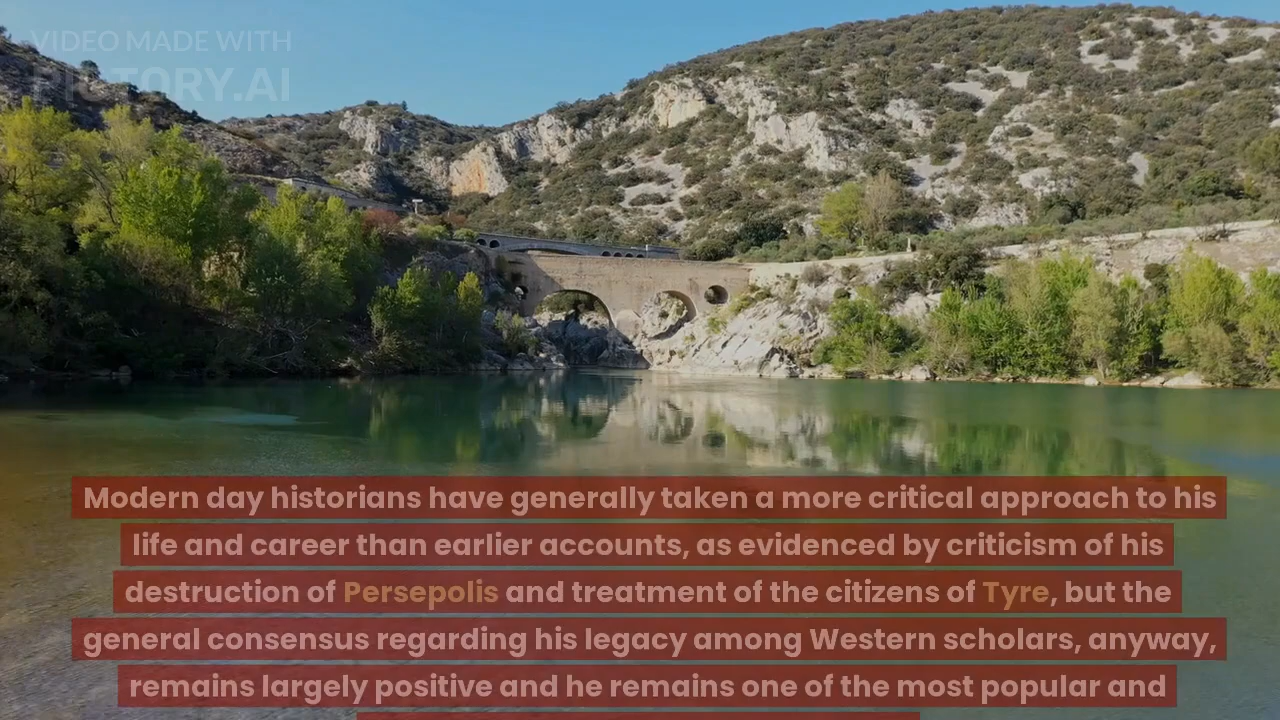 VIDEO MADE WITH
PICTORY.AI
Modern day historians have generally taken a more critical approach to his
life and career than earlier accounts, as evidenced by criticism of his
destruction of Persepolis and treatment of the citizens of Tyre, but the
general consensus regarding his legacy among Western scholars, anyway,
remains largely positive and he remains one of the most popular and